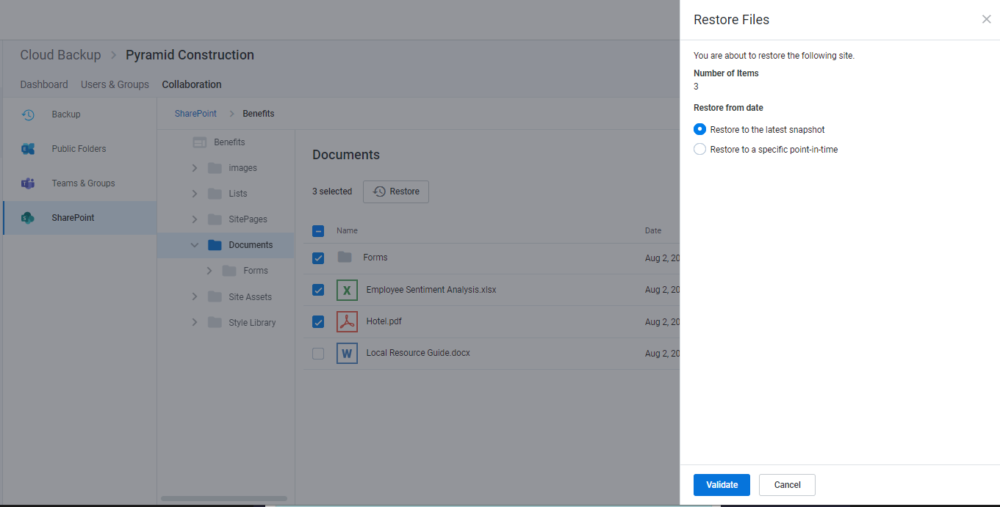 Restore Files
Cloud Backup > Pyramid Construction
Dashboard Users & Groups Collaboration
Backup
Public Folders
Teams & Groups
SharePoint
SharePoint > Benefits
Benefits
images
Lists
SitePages
Documents
Forms
Site Assets
Style Library
Documents
3 selected Restore
Name Date
Forms Aug 2, 20
Employee Sentiment Analysis.xlsx Aug 2, 20
Hotel.pdf Aug 2, 20
Local Resource Guide.docx Aug 2, 20
You are about to restore the following site.
Number of Items
3
Restore from date
Restore to the latest snapshot
Restore to a specific point-in-time
Validate Cancel